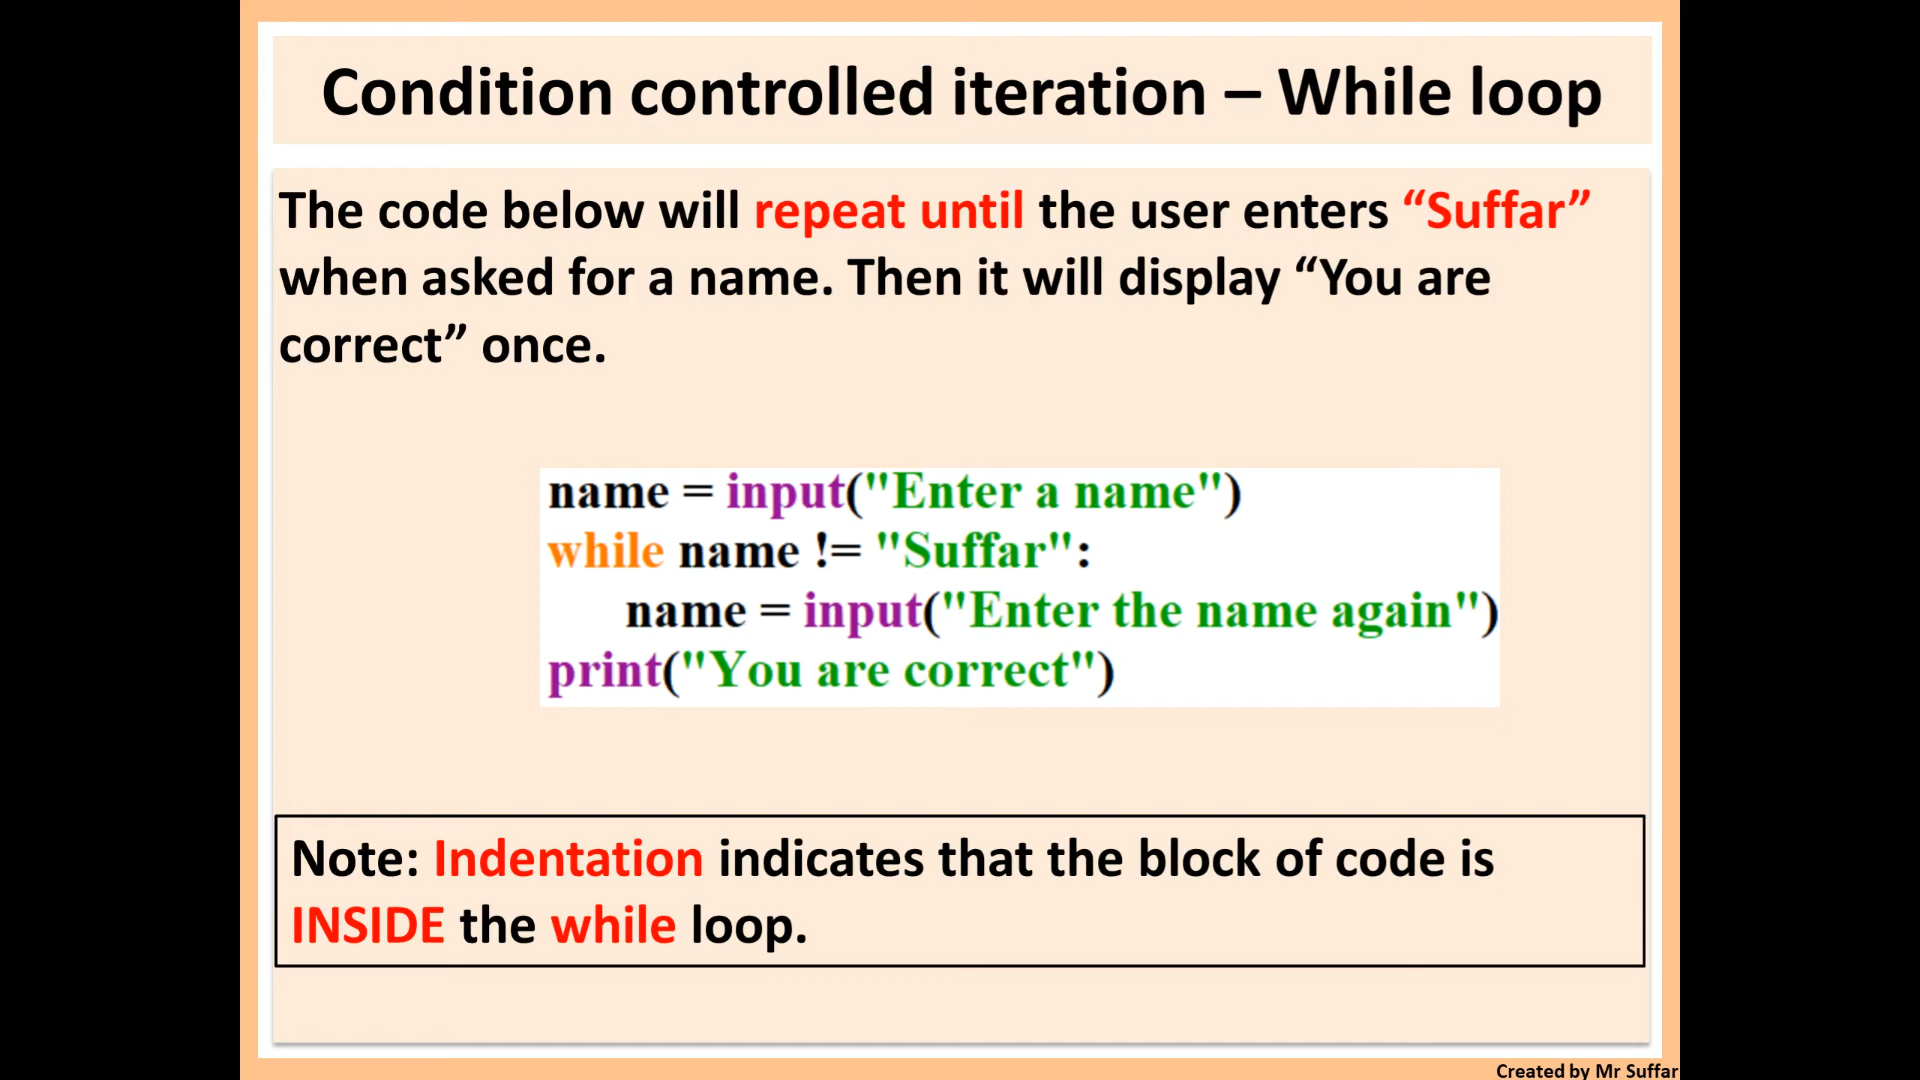 Condition controlled iteration – While loop
The code below will repeat until the user enters “Suffar”
when asked for a name. Then it will display “You are
correct” once.
name = input("Enter a name")
while name != "Suffar":
    name = input("Enter the name again")
print("You are correct")
Note: Indentation indicates that the block of code is
INSIDE the while loop.
Created by Mr Suffar